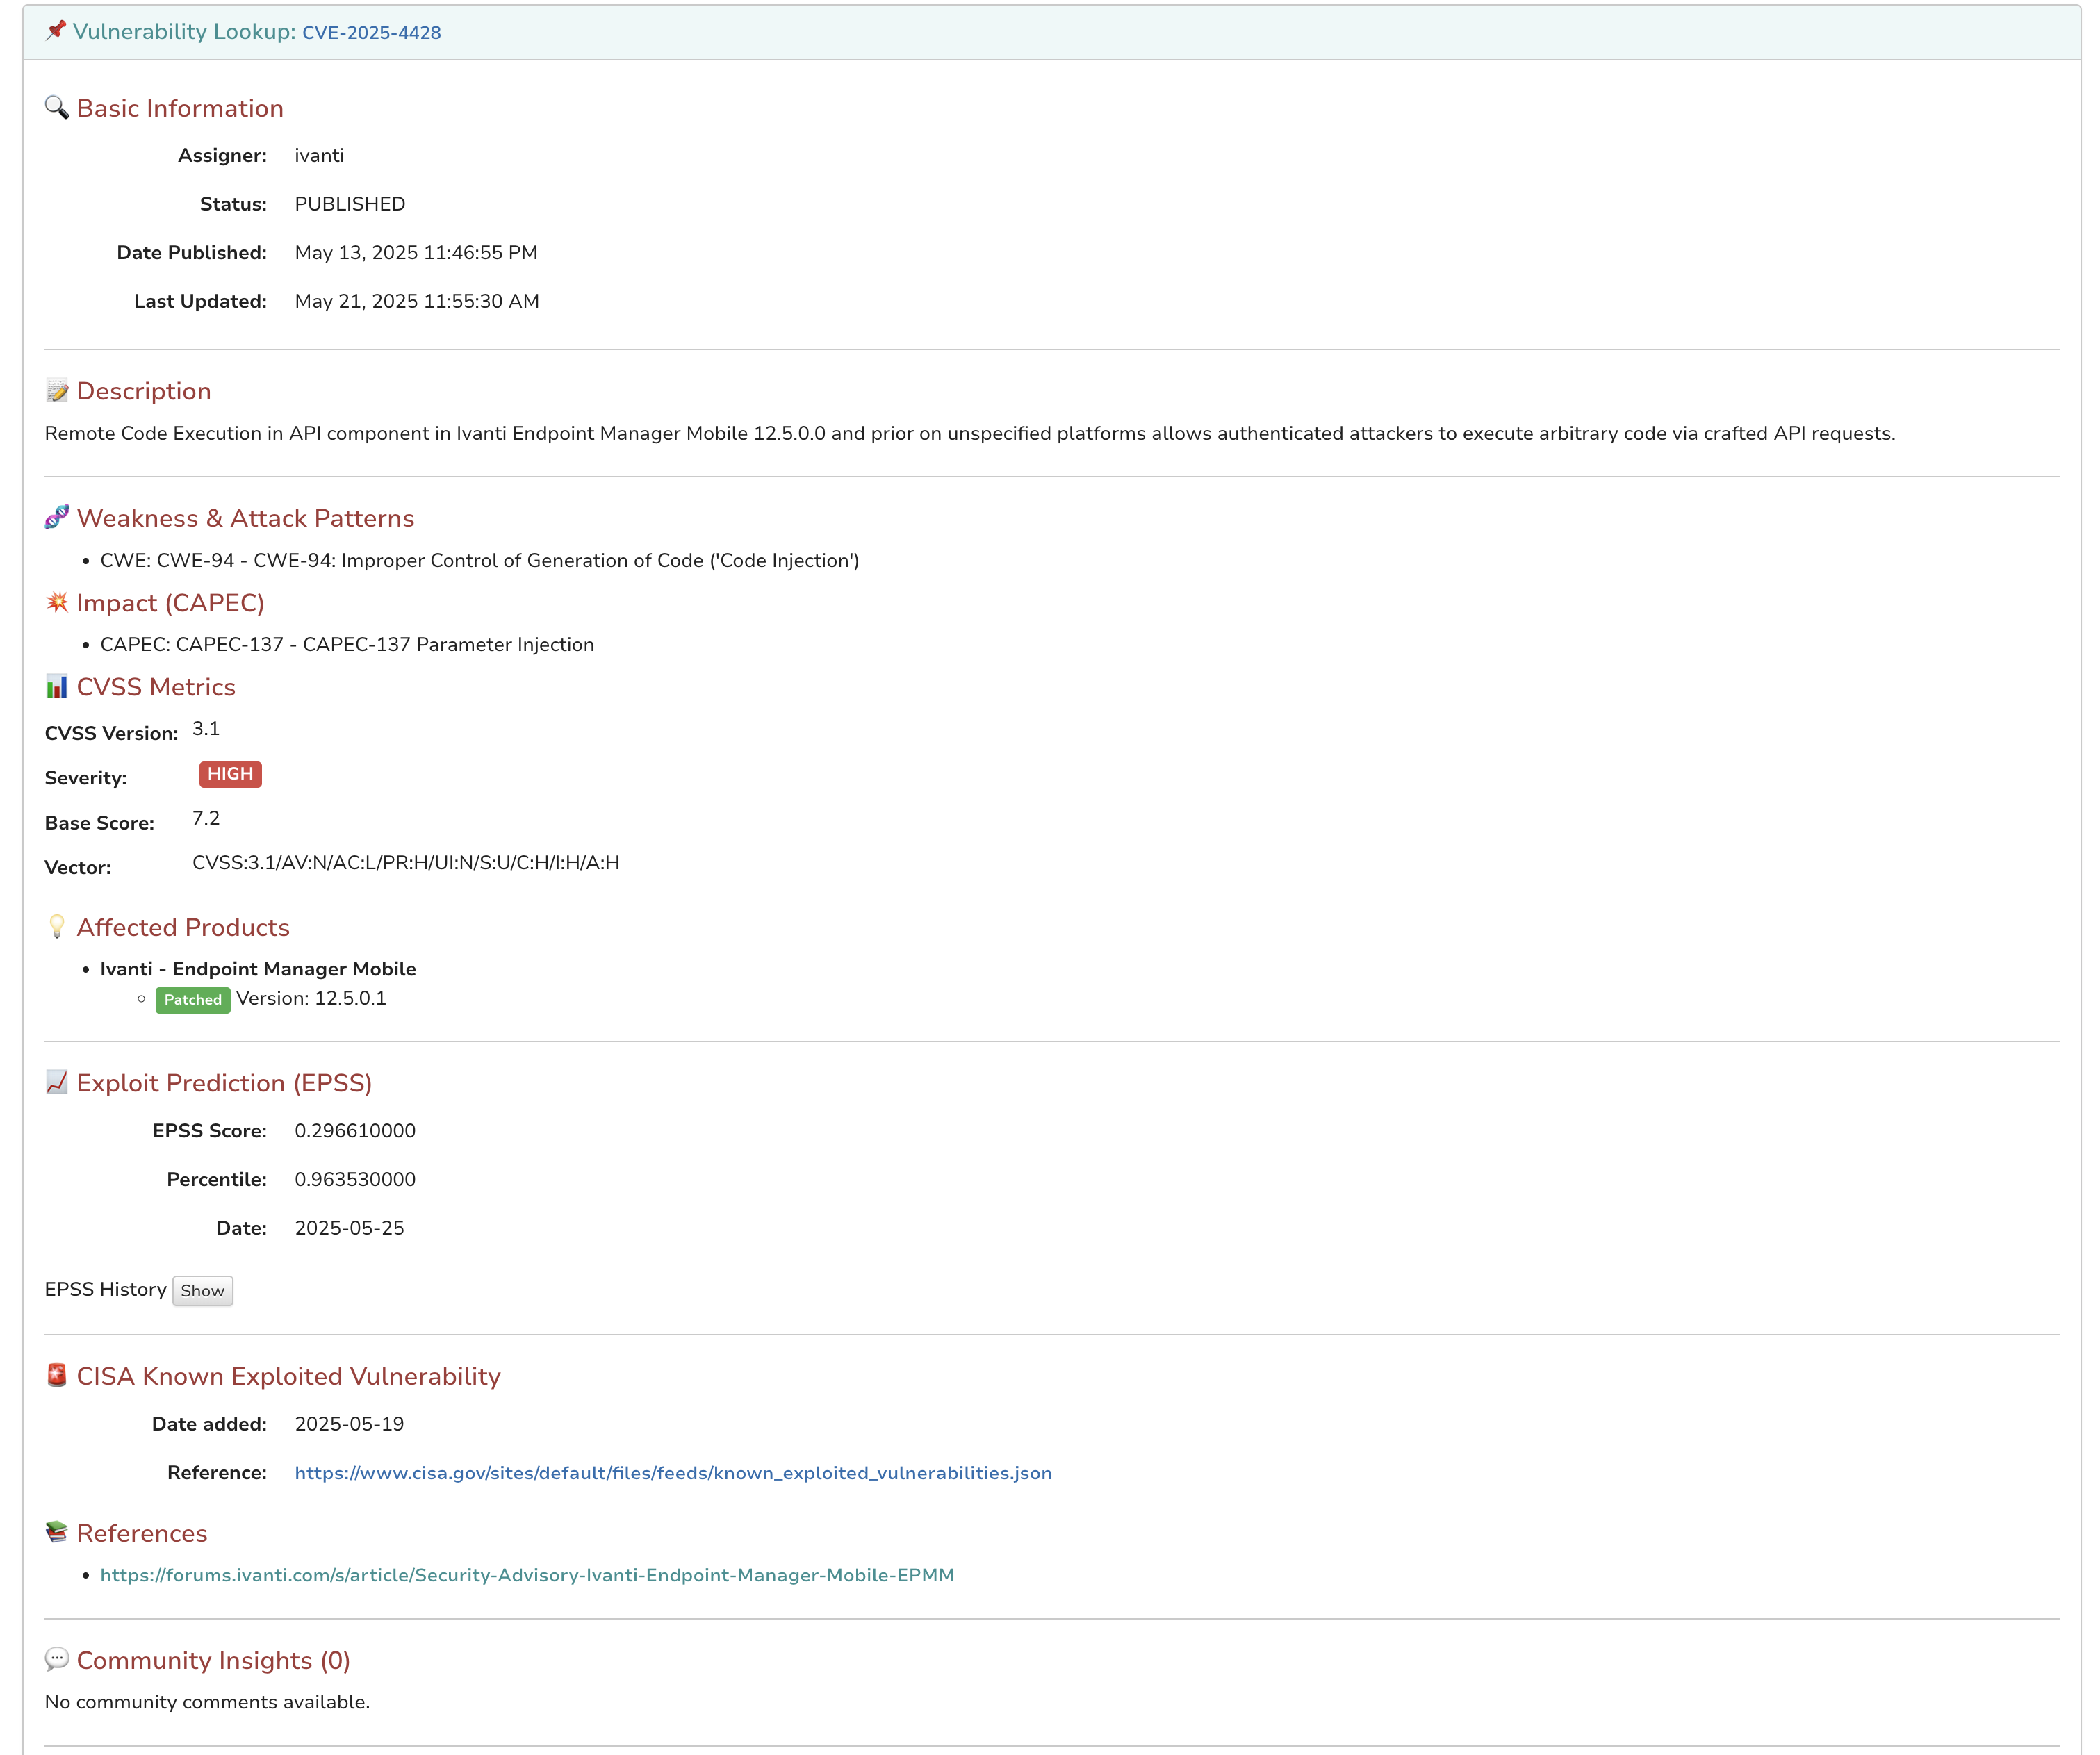 Vulnerability Lookup: CVE-2025-4428
Basic Information
Assigner: ivanti
Status: PUBLISHED
Date Published: May 13, 2025 11:46:55 PM
Last Updated: May 21, 2025 11:55:30 AM
Description
Remote Code Execution in API component in Ivanti Endpoint Manager Mobile 12.5.0.0 and prior on unspecified platforms allows authenticated attackers to execute arbitrary code via crafted API requests.
Weakness & Attack Patterns
• CWE: CWE-94 - CWE-94: Improper Control of Generation of Code ('Code Injection')
Impact (CAPEC)
• CAPEC: CAPEC-137 - CAPEC-137 Parameter Injection
CVSS Metrics
CVSS Version: 3.1
Severity: HIGH
Base Score: 7.2
Vector: CVSS:3.1/AV:N/AC:L/PR:H/UI:N/S:U/C:H/I:H/A:H
Affected Products
• Ivanti - Endpoint Manager Mobile
◦ Patched Version: 12.5.0.1
Exploit Prediction (EPSS)
EPSS Score: 0.296610000
Percentile: 0.963530000
Date: 2025-05-25
EPSS History Show
CISA Known Exploited Vulnerability
Date added: 2025-05-19
Reference: https://www.cisa.gov/sites/default/files/feeds/known_exploited_vulnerabilities.json
References
• https://forums.ivanti.com/s/article/Security-Advisory-Ivanti-Endpoint-Manager-Mobile-EPMM
Community Insights (0)
No community comments available.